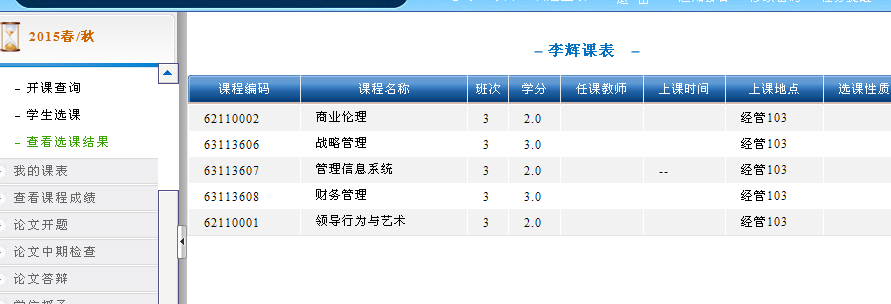 2015春/秋
– 开课查询
– 学生选课
– 查看选课结果
我的课表
查看课程成绩
论文开题
论文中期检查
论文答辩
– 李辉课表 –
课程编码 课程名称 班次 学分 任课教师 上课时间 上课地点 选课性质
62110002 商业伦理 3 2.0 经管103
63113606 战略管理 3 3.0 经管103
63113607 管理信息系统 3 2.0 -- 经管103
63113608 财务管理 3 3.0 经管103
62110001 领导行为与艺术 3 2.0 经管103